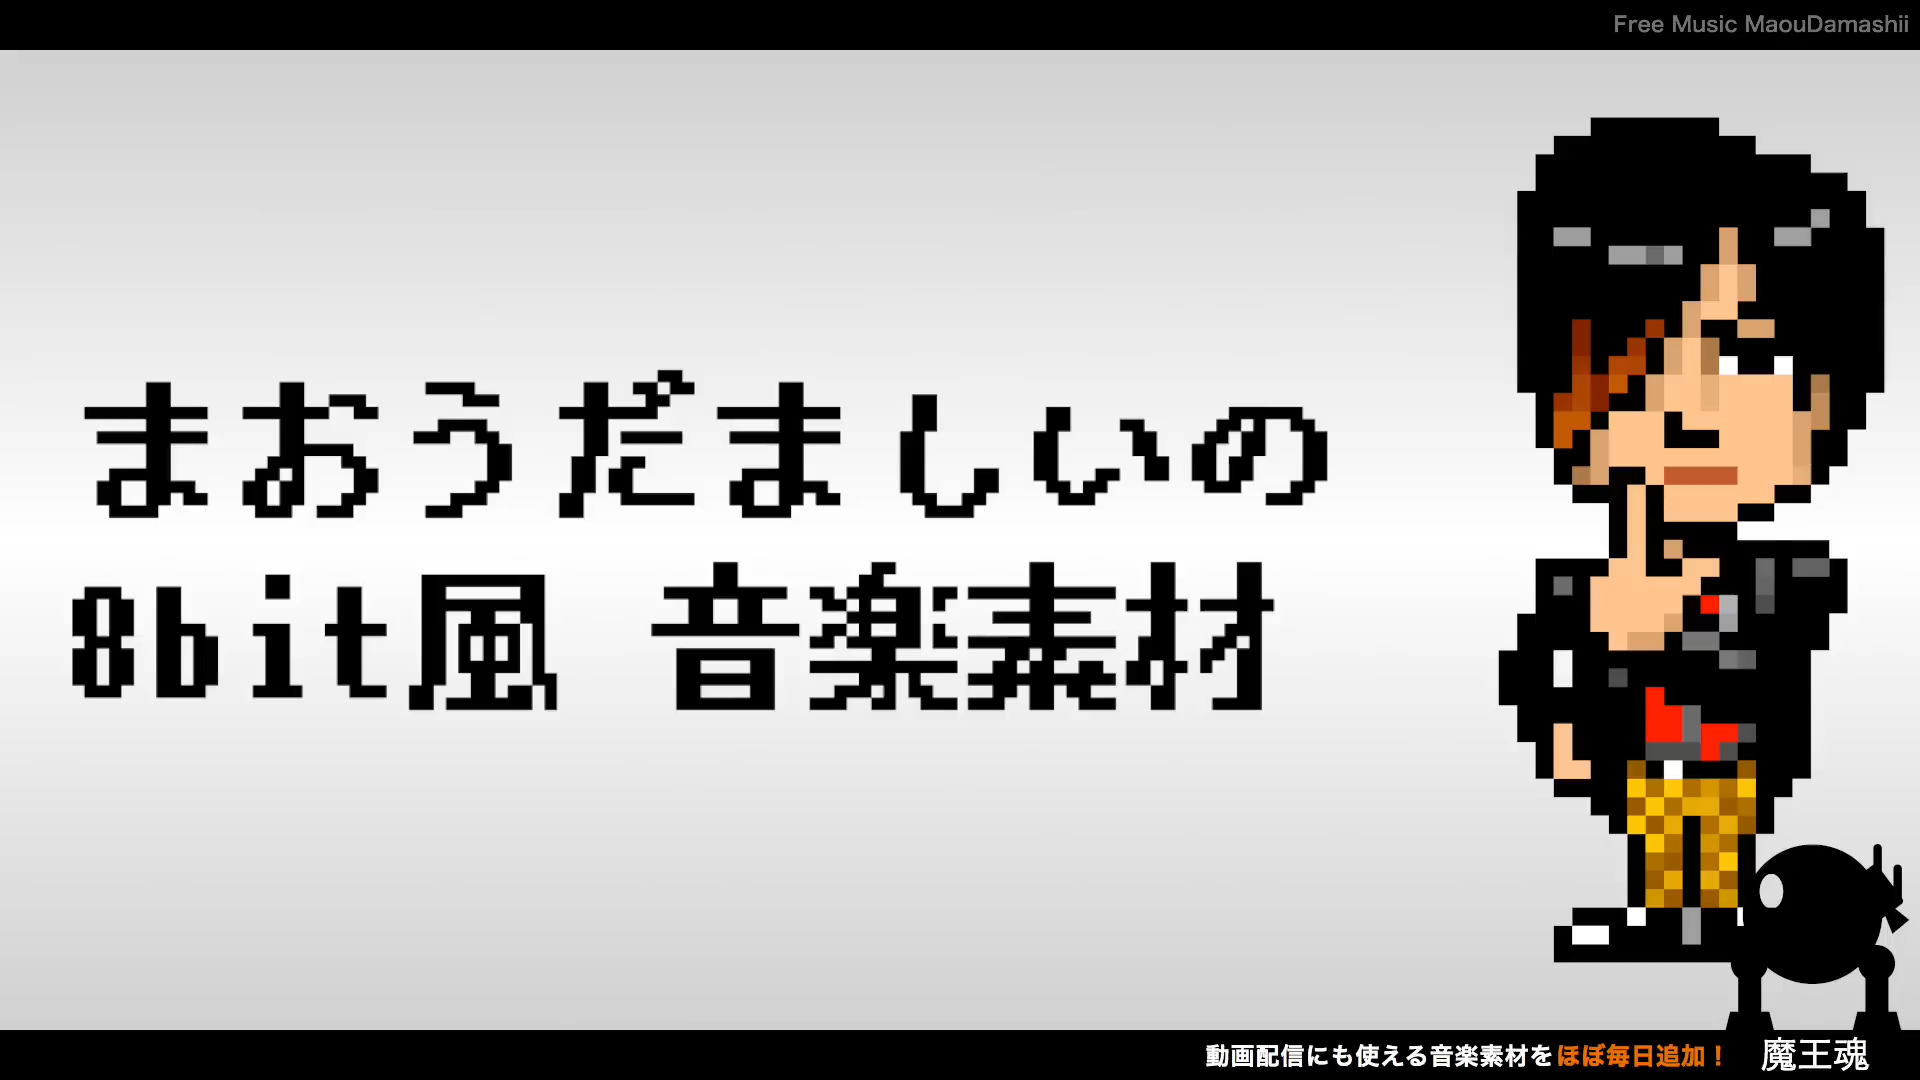 Free Music MaouDamashii
まおうだましいの
8bit風 音楽素材
動画配信にも使える音楽素材をほぼ毎日追加！ 魔王魂